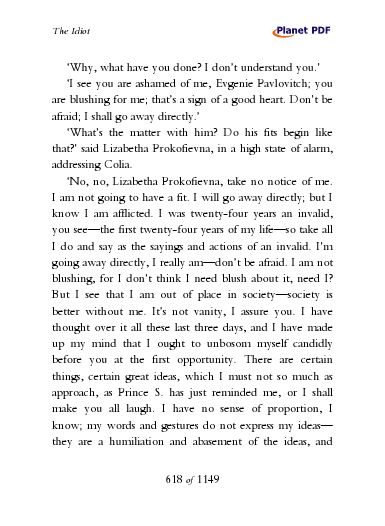 The Idiot
Planet PDF
‘Why, what have you done? I don’t understand you.’
‘I see you are ashamed of me, Evgenie Pavlovitch; you
are blushing for me; that’s a sign of a good heart. Don’t be
afraid; I shall go away directly.’
‘What’s the matter with him? Do his fits begin like
that?’ said Lizabetha Prokofievna, in a high state of alarm,
addressing Colia.
‘No, no, Lizabetha Prokofievna, take no notice of me.
I am not going to have a fit. I will go away directly; but I
know I am afflicted. I was twenty-four years an invalid,
you see—the first twenty-four years of my life—so take all
I do and say as the sayings and actions of an invalid. I’m
going away directly, I really am—don’t be afraid. I am not
blushing, for I don’t think I need blush about it, need I?
But I see that I am out of place in society—society is
better without me. It’s not vanity, I assure you. I have
thought over it all these last three days, and I have made
up my mind that I ought to unbosom myself candidly
before you at the first opportunity. There are certain
things, certain great ideas, which I must not so much as
approach, as Prince S. has just reminded me, or I shall
make you all laugh. I have no sense of proportion, I
know; my words and gestures do not express my ideas—
they are a humiliation and abasement of the ideas, and
618 of 1149